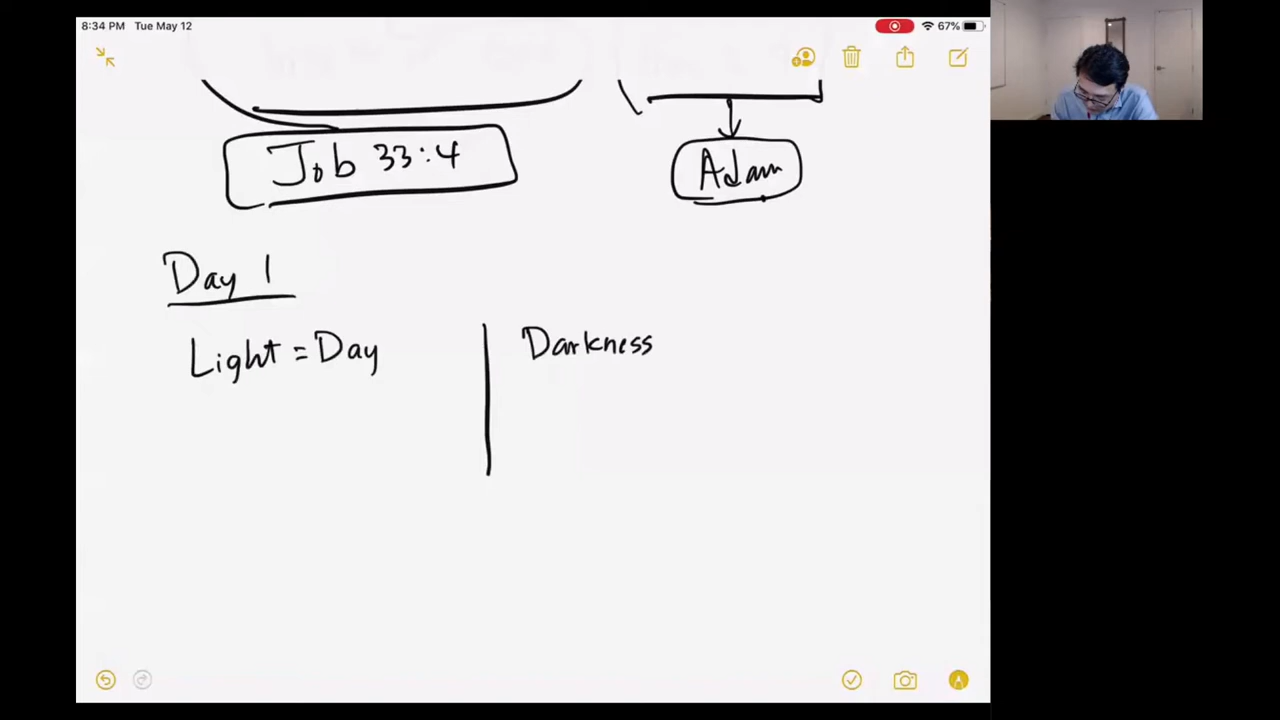 8:34 PM Tue May 12 67%
Job 33:4
Adam
Day 1
Light = Day
Darkness